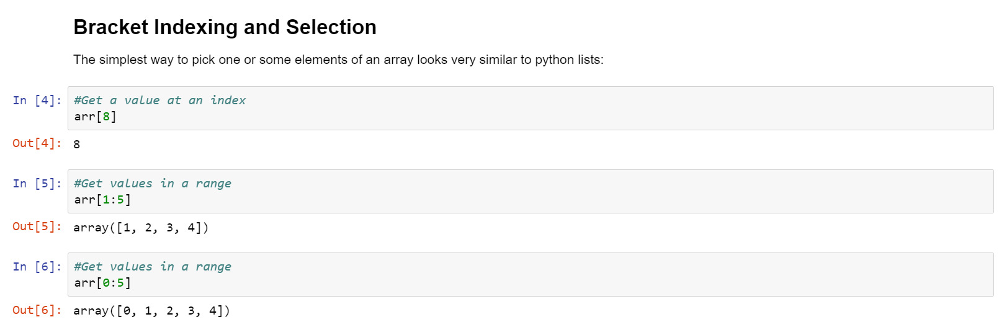 Bracket Indexing and Selection
The simplest way to pick one or some elements of an array looks very similar to python lists:
In [4]: #Get a value at an index
arr[8]
Out[4]: 8
In [5]: #Get values in a range
arr[1:5]
Out[5]: array([1, 2, 3, 4])
In [6]: #Get values in a range
arr[0:5]
Out[6]: array([0, 1, 2, 3, 4])